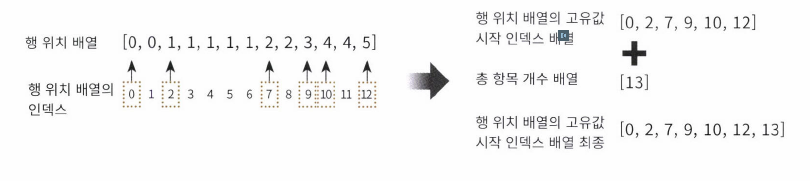 행 위치 배열 [0, 0, 1, 1, 1, 1, 1, 2, 2, 3, 4, 4, 5]
행 위치 배열의
인덱스
0 1 2 3 4 5 6 7 8 9 10 11 12
행 위치 배열의 고유값
시작 인덱스 [0, 2, 7, 9, 10, 12]
+
총 항목 개수 배열 [13]
행 위치 배열의 고유값
시작 인덱스 배열 최종 [0, 2, 7, 9, 10, 12, 13]